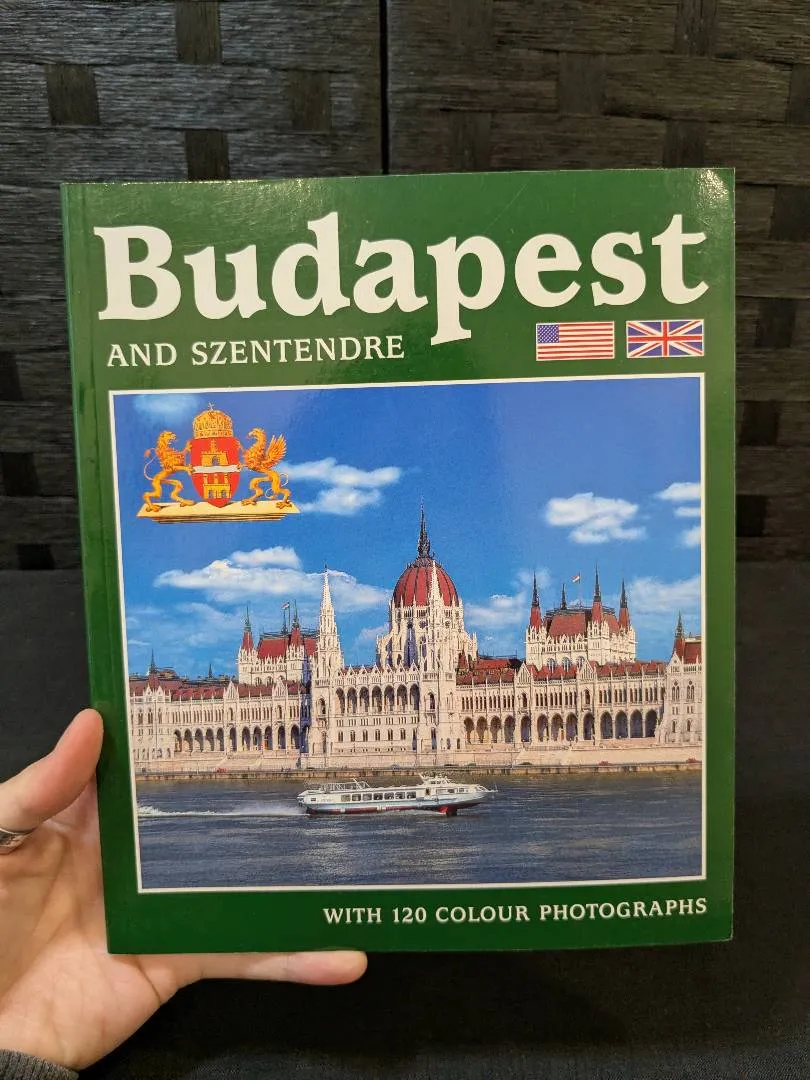 Budapest
AND SZENTENDRE
WITH 120 COLOUR PHOTOGRAPHS